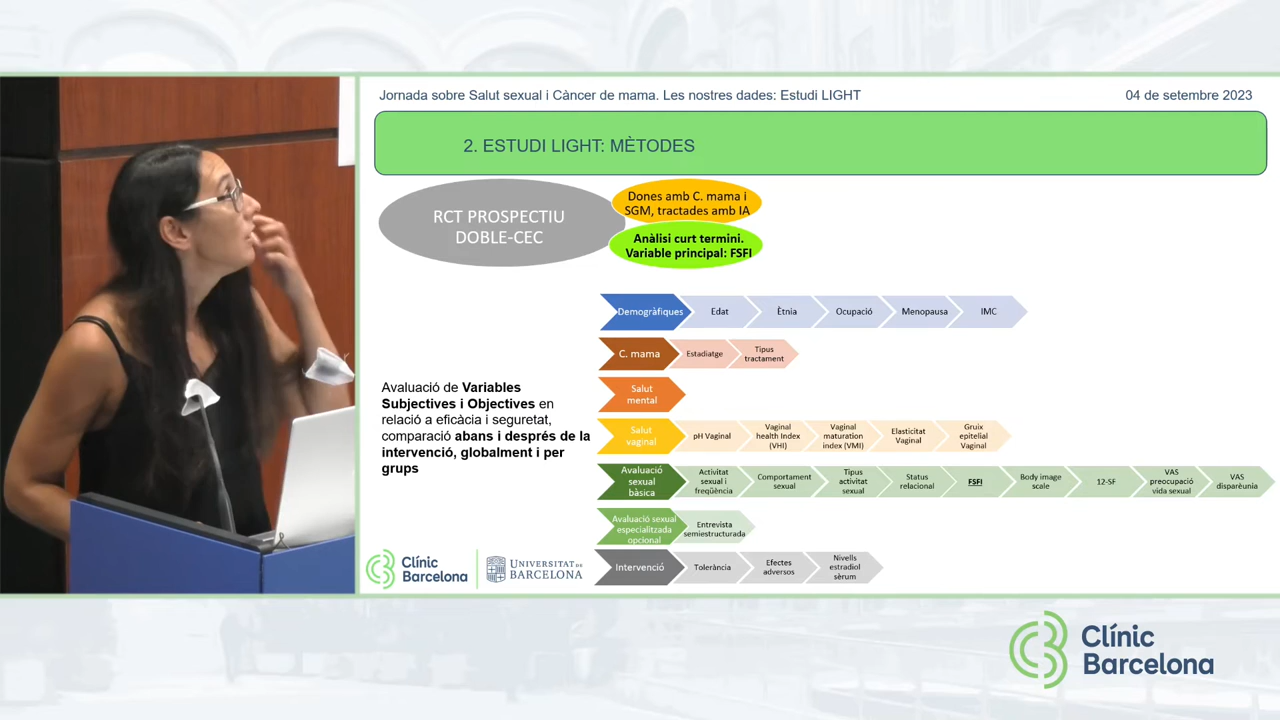 Jornada sobre Salut sexual i Càncer de mama. Les nostres dades: Estudi LIGHT
04 de setembre 2023
2. ESTUDI LIGHT: MÈTODES
RCT PROSPECTIU
DOBLE-CEC
Dones amb C. mama i
SGM, tractades amb IA
Anàlisi curt termini.
Variable principal: FSFI
Avaluació de Variables
Subjectives i Objectives en
relació a eficàcia i seguretat,
comparació abans i després de la
intervenció, globalment i per
grups
Demogràfiques
Edat
Ètnia
Ocupació
Menopausa
IMC
C. mama
Estadiatge
Tipus
tractament
Salut
mental
Salut
vaginal
pH Vaginal
Vaginal
health Index
(VHI)
Vaginal
maturation
index (VMI)
Elasticitat
Vaginal
Gruix
epitelial
Vaginal
Avaluació
sexual
bàsica
Activitat
sexual i
freqüència
Comportament
sexual
Tipus
activitat
sexual
Status
relacional
FSFI
Body image
scale
12-SF
VAS
preocupació
vida sexual
VAS
disparèunia
Avaluació sexual
especialitzada
opcional
Entrevista
semiestructurada
Intervenció
Tolerància
Efectes
adversos
Nivells
estradiol
sèrum
Clínic
Barcelona
UNIVERSITAT DE
BARCELONA
Clínic
Barcelona